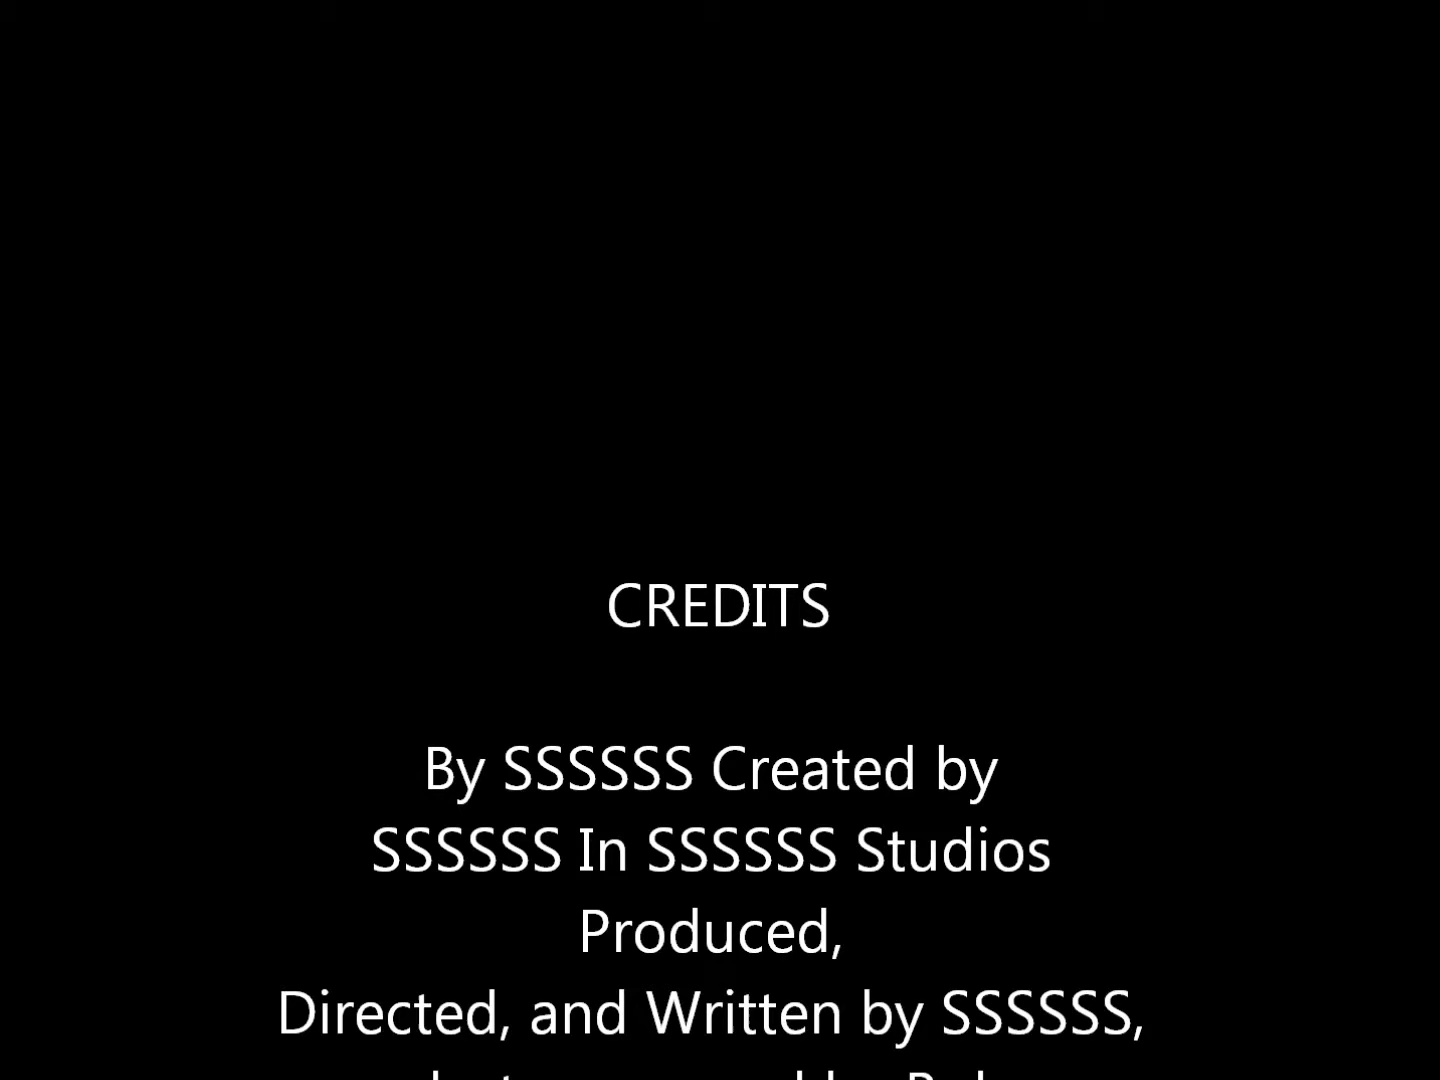 CREDITS
By SSSSSS Created by
SSSSSS In SSSSSS Studios
Produced,
Directed, and Written by SSSSSS,